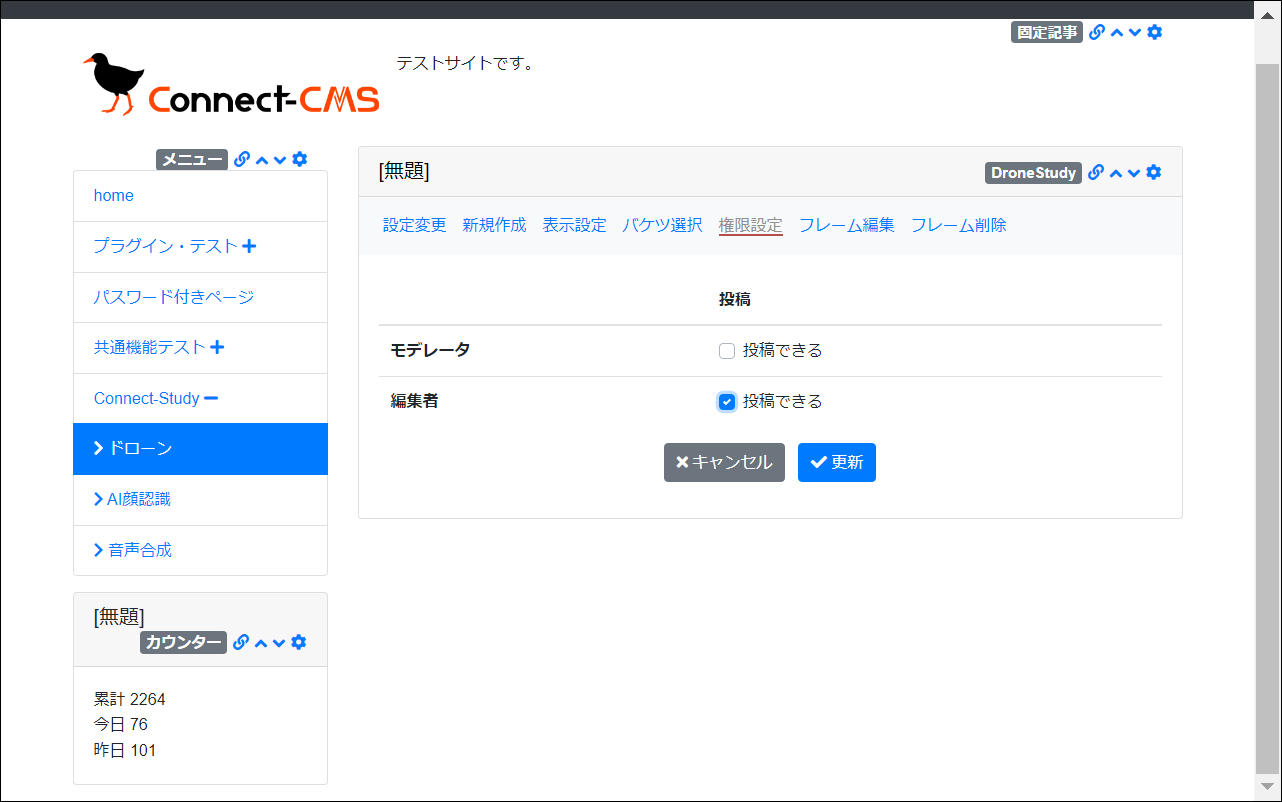 固定記事
Connect-CMS
テストサイトです。
メニュー
home
プラグイン・テスト
パスワード付きページ
共通機能テスト
Connect-Study
ドローン
AI顔認識
音声合成
[無題]
カウンター
累計 2264
今日 76
昨日 101
[無題]
DroneStudy
設定変更 新規作成 表示設定 バケツ選択 権限設定 フレーム編集 フレーム削除
投稿
モデレータ 投稿できる
編集者 投稿できる
キャンセル 更新